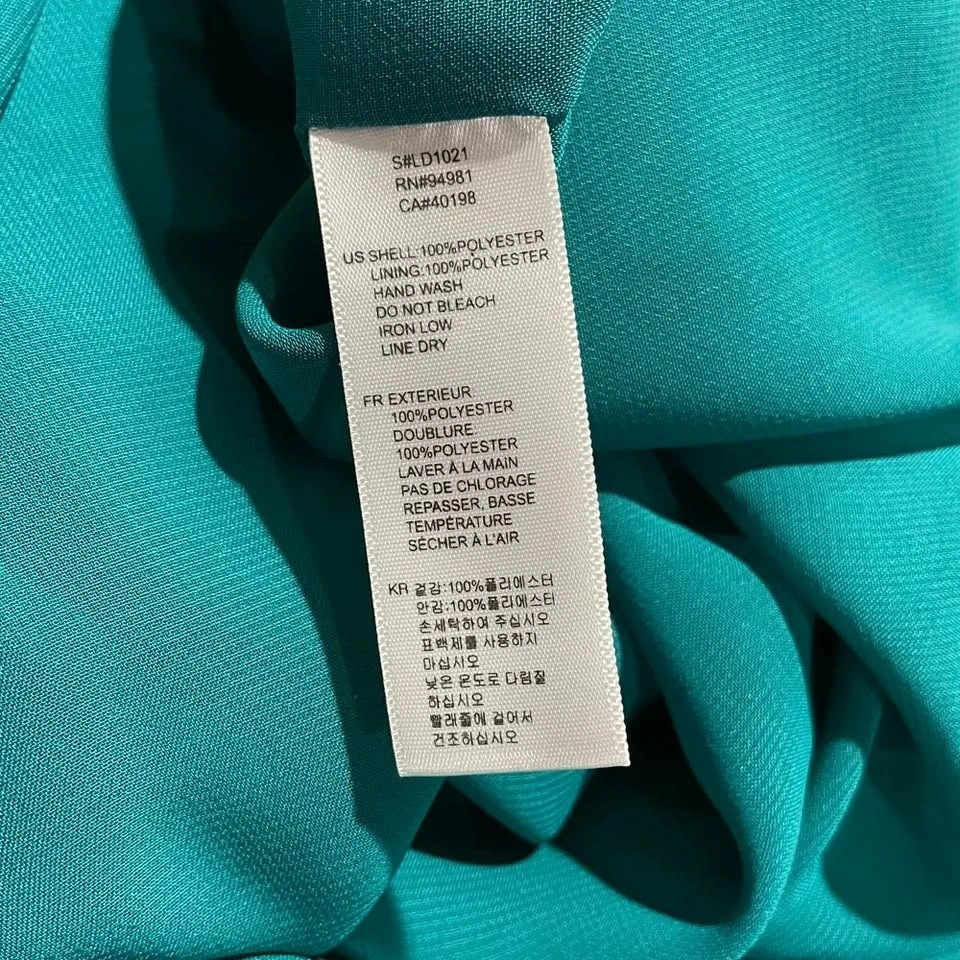 S#LD1021
RN#94981
CA#40198
US SHELL:100%POLYESTER
LINING:100%POLYESTER
HAND WASH
DO NOT BLEACH
IRON LOW
LINE DRY
FR EXTERIEUR
100%POLYESTER
DOUBLURE
100%POLYESTER
LAVER À LA MAIN
PAS DE CHLORAGE
REPASSER, BASSE
TEMPÉRATURE
SÉCHER À L'AIR
KR 겉감:100%폴리에스터
안감:100%폴리에스터
손세탁하여 주십시오
표백제를 사용하지
마십시오
낮은 온도로 다림질
하십시오
빨래줄에 걸어서
건조하십시오